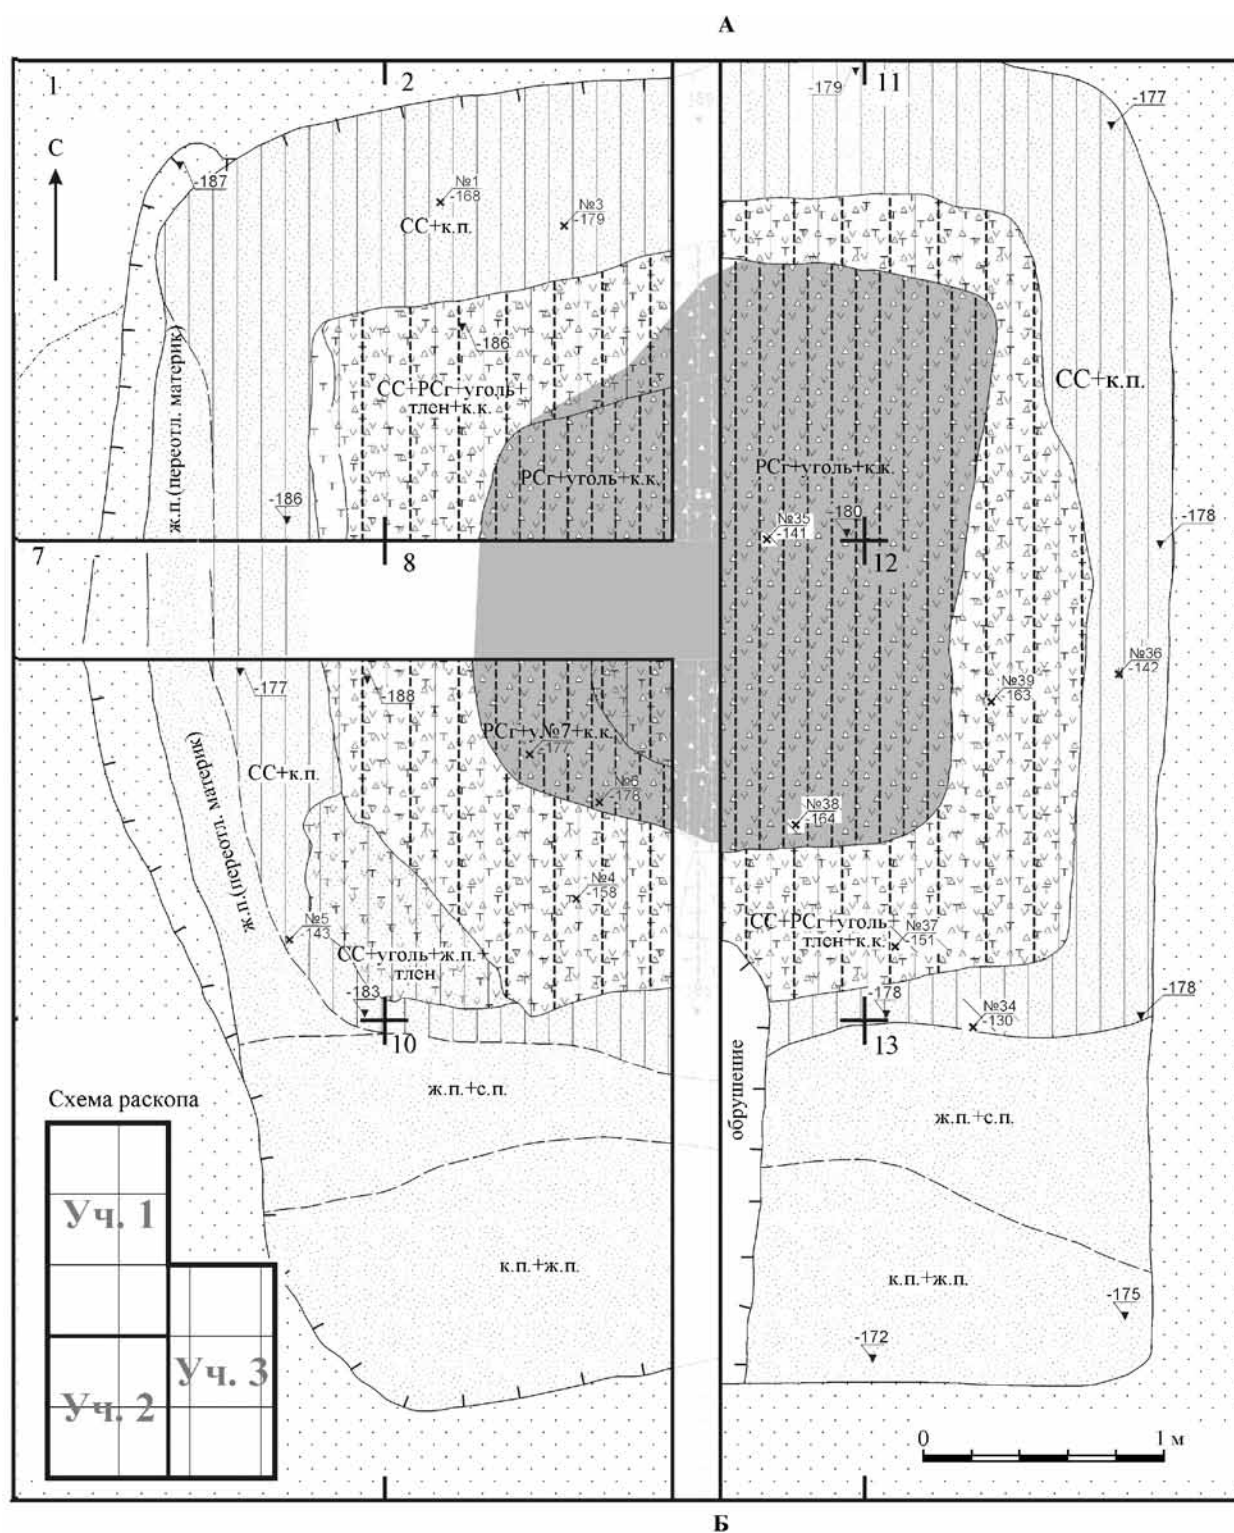 А
1
2
11
-179
-177
С
-187
№1
-168
№3
-179
СС+к.п.
ж.п.(переотл. материк)
-186
СС+РСг+уголь+
тлен+к.к.
СС+к.п.
РСг+уголь+к.к.
РСг+уголь+к.к.
-186
№35
-141
-180
-178
7
8
12
-177
-188
№36
-142
№39
-163
РСг+у№7+к.к.
-177
ж.п.(переотл. материк)
СС+к.п.
№6
-178
№38
-164
№4
-158
№5
-143
СС+РСг+уголь+
тлен+к.к.
№37
-151
СС+уголь+ж.п.+
тлен
-183
-178
№34
-130
-178
10
13
обрушение
ж.п.+с.п.
ж.п.+с.п.
Схема раскопа
Уч. 1
Уч. 3
Уч. 2
к.п.+ж.п.
к.п.+ж.п.
-175
-172
0
1 м
Б